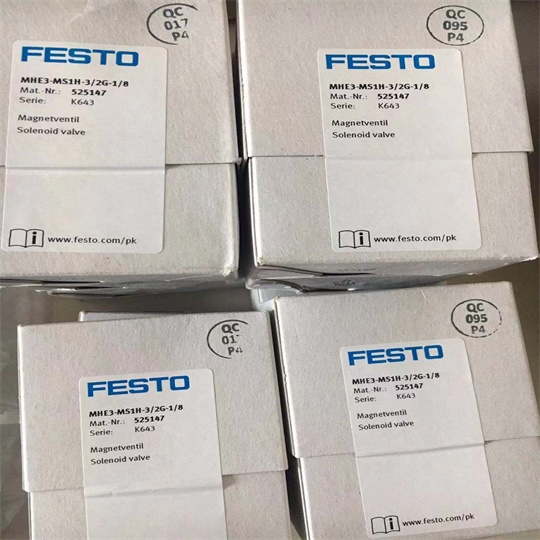 QC
017
P4
FESTO
MHE3-MS1H-3/2G-1/8
Mat.-Nr.: 525147
Serie: K643
Magnetventil
Solenoid valve
i www.festo.com/pk
QC
095
P4
FESTO
MHE3-MS1H-3/2G-1/8
Mat.-Nr.: 525147
Serie: K643
Magnetventil
Solenoid valve
i www.festo.com/pk
QC
017
P4
FESTO
MHE3-MS1H-3/2G-1/8
Mat.-Nr.: 525147
Serie: K643
Magnetventil
Solenoid valve
QC
095
P4
FESTO
MHE3-MS1H-3/2G-1/8
Mat.-Nr.: 525147
Serie: K643
Magnetventil
Solenoid valve
i www.festo.com/pk